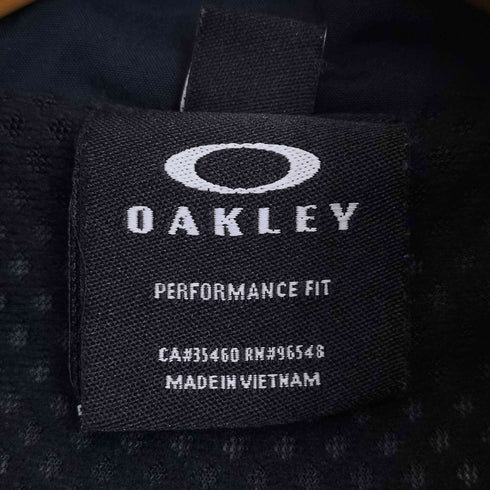 OAKLEY
PERFORMANCE FIT
CA#35460 RN#96548
MADE IN VIETNAM